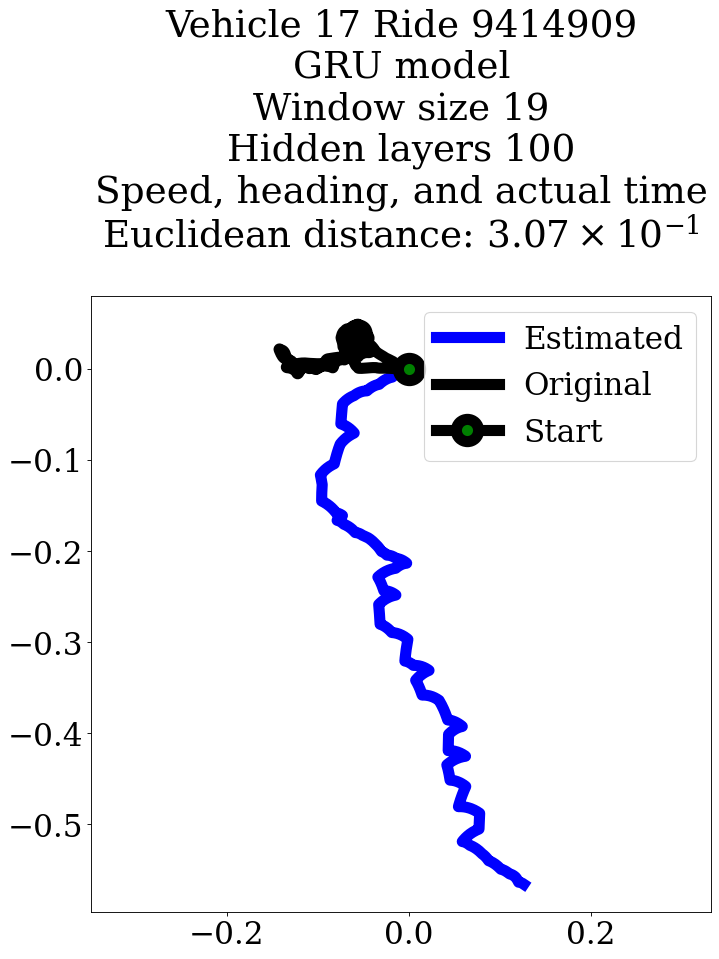 Vehicle 17 Ride 9414909
GRU model
Window size 19
Hidden layers 100
Speed, heading, and actual time
Euclidean distance: 3.07 × 10⁻¹
Estimated
Original
Start
0.0
−0.1
−0.2
−0.3
−0.4
−0.5
−0.2 0.0 0.2